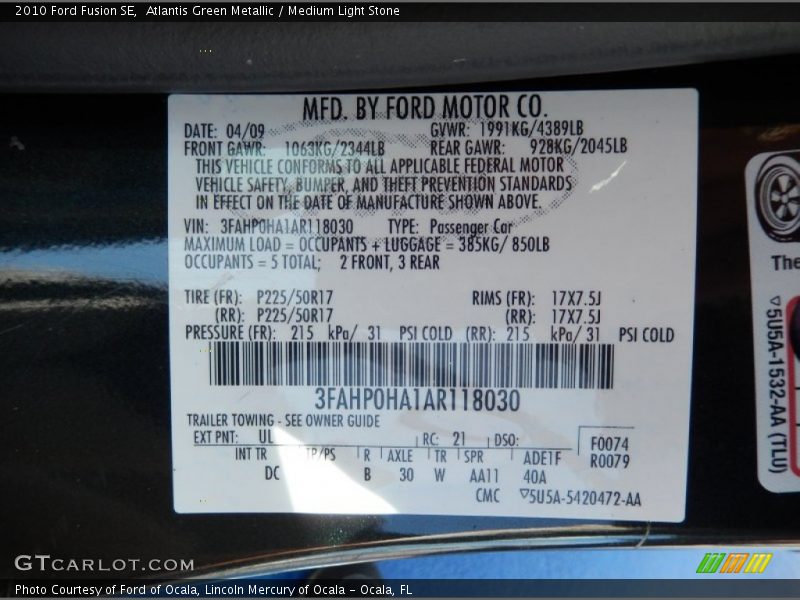 2010 Ford Fusion SE,  Atlantis Green Metallic / Medium Light Stone
MFD. BY FORD MOTOR CO.
DATE: 04/09 GVWR: 1991KG/4389LB
FRONT GAWR: 1063KG/2344LB REAR GAWR: 928KG/2045LB
THIS VEHICLE CONFORMS TO ALL APPLICABLE FEDERAL MOTOR
VEHICLE SAFETY, BUMPER, AND THEFT PREVENTION STANDARDS
IN EFFECT ON THE DATE OF MANUFACTURE SHOWN ABOVE.
VIN: 3FAHP0HA1AR118030 TYPE: Passenger Car
MAXIMUM LOAD = OCCUPANTS + LUGGAGE = 385KG/ 850LB
OCCUPANTS = 5 TOTAL; 2 FRONT, 3 REAR
TIRE (FR): P225/50R17 RIMS (FR): 17X7.5J
(RR): P225/50R17 (RR): 17X7.5J
PRESSURE (FR): 215 kPa/ 31 PSI COLD (RR): 215 kPa/ 31 PSI COLD
3FAHP0HA1AR118030
TRAILER TOWING - SEE OWNER GUIDE
EXT PNT: UL RC: 21 DSO: F0074
INT TR TP/PS R AXLE TR SPR ADE1F R0079
DC B 30 W AA11 40A
CMC ▽5U5A-5420472-AA
The
▽5U5A-1532-AA (TLU)
GTCARLOT.COM
Photo Courtesy of Ford of Ocala, Lincoln Mercury of Ocala - Ocala, FL